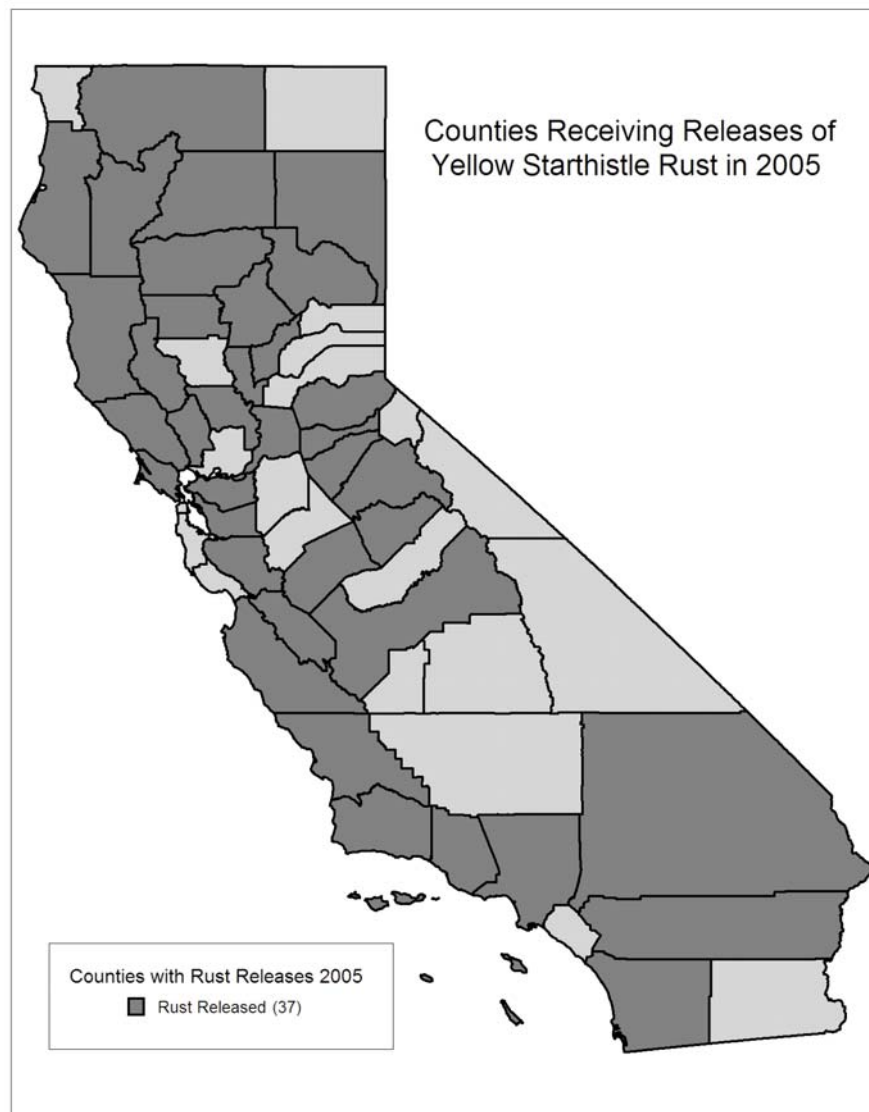 Counties Receiving Releases of
Yellow Starthistle Rust in 2005
Counties with Rust Releases 2005
Rust Released (37)